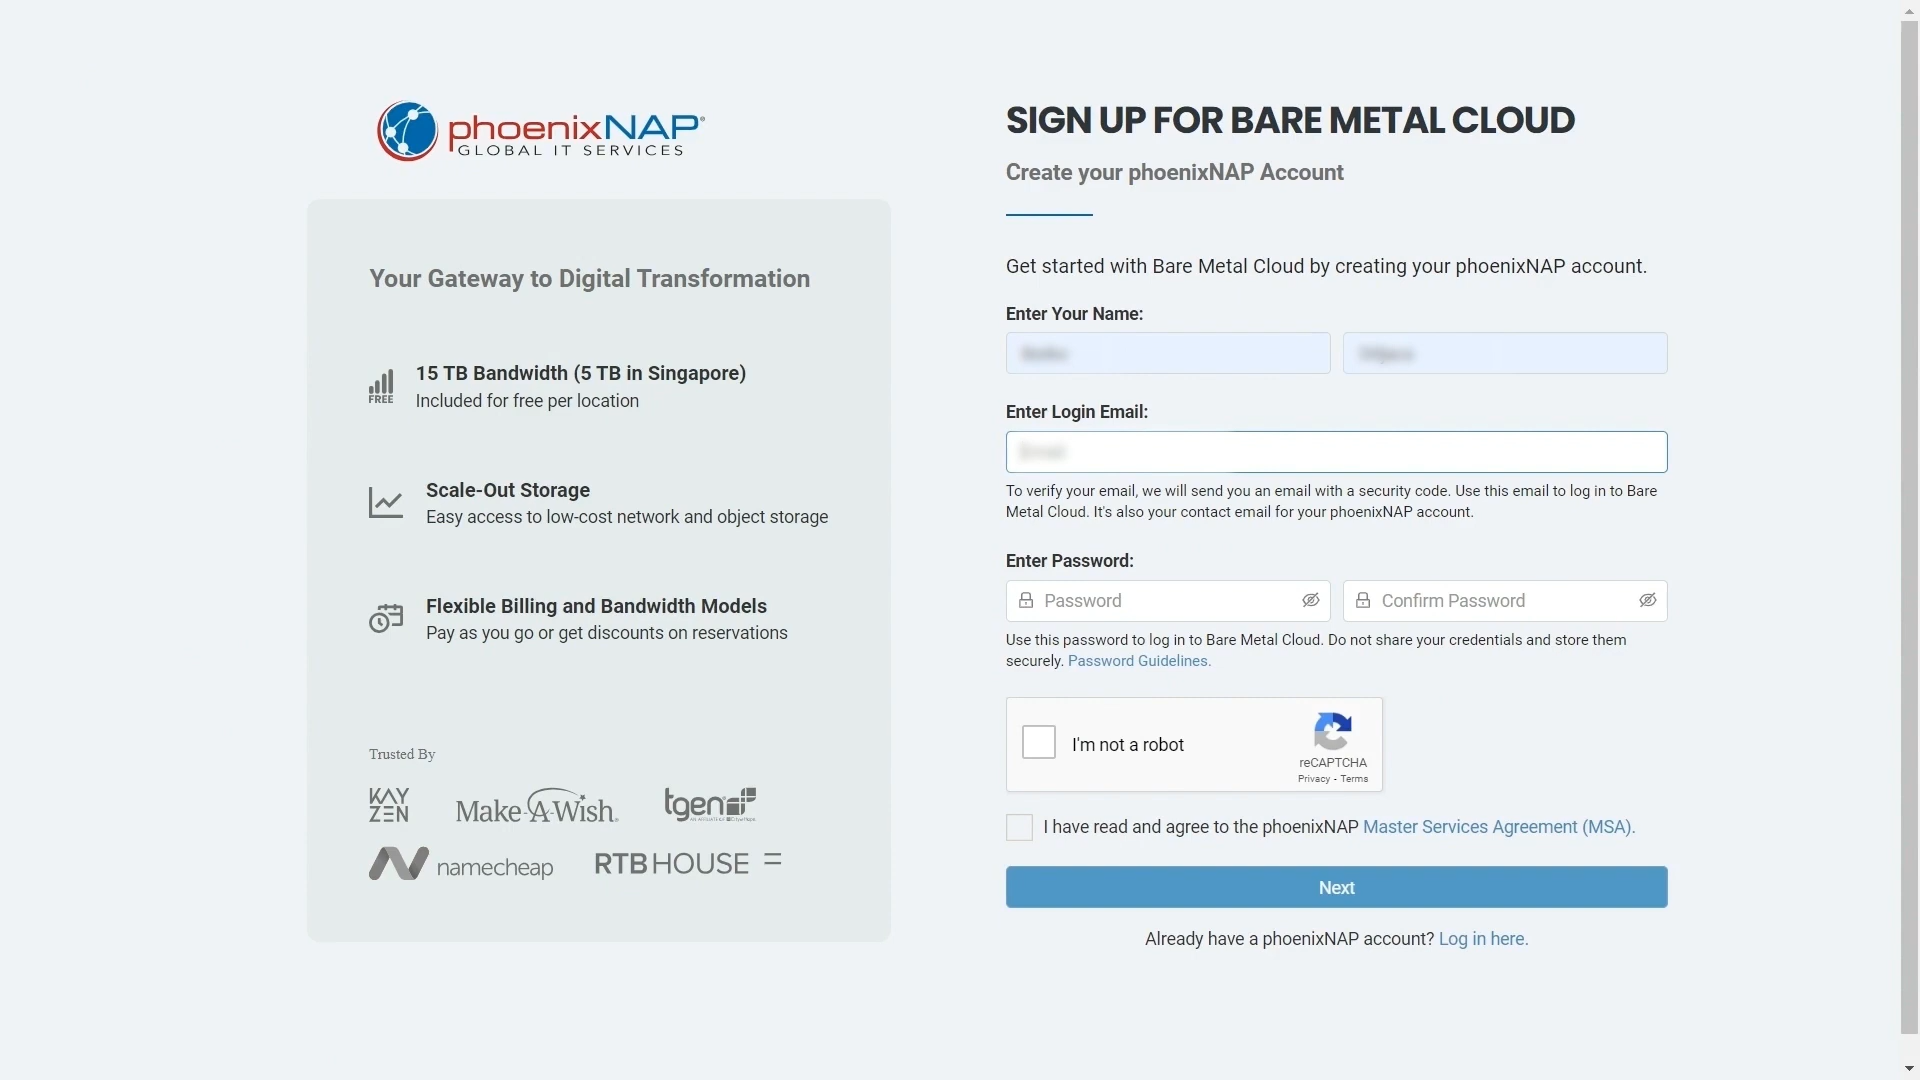 phoenixNAP®
GLOBAL IT SERVICES
Your Gateway to Digital Transformation
FREE
15 TB Bandwidth (5 TB in Singapore)
Included for free per location
Scale-Out Storage
Easy access to low-cost network and object storage
Flexible Billing and Bandwidth Models
Pay as you go or get discounts on reservations
Trusted By
KAYZEN
Make-A-Wish®
tgen
namecheap
RTB HOUSE
SIGN UP FOR BARE METAL CLOUD
Create your phoenixNAP Account
Get started with Bare Metal Cloud by creating your phoenixNAP account.
Enter Your Name:
Enter Login Email:
To verify your email, we will send you an email with a security code. Use this email to log in to Bare
Metal Cloud. It's also your contact email for your phoenixNAP account.
Enter Password:
Password
Confirm Password
Use this password to log in to Bare Metal Cloud. Do not share your credentials and store them
securely. Password Guidelines.
I'm not a robot
reCAPTCHA
Privacy - Terms
I have read and agree to the phoenixNAP Master Services Agreement (MSA).
Next
Already have a phoenixNAP account? Log in here.